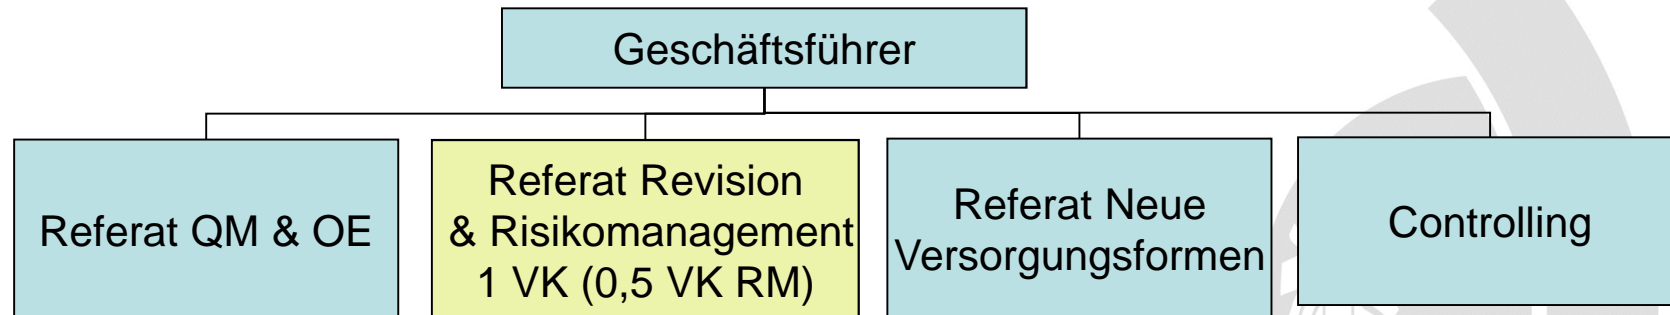 Geschäftsführer
Referat QM & OE
Referat Revision
& Risikomanagement
1 VK (0,5 VK RM)
Referat Neue
Versorgungsformen
Controlling